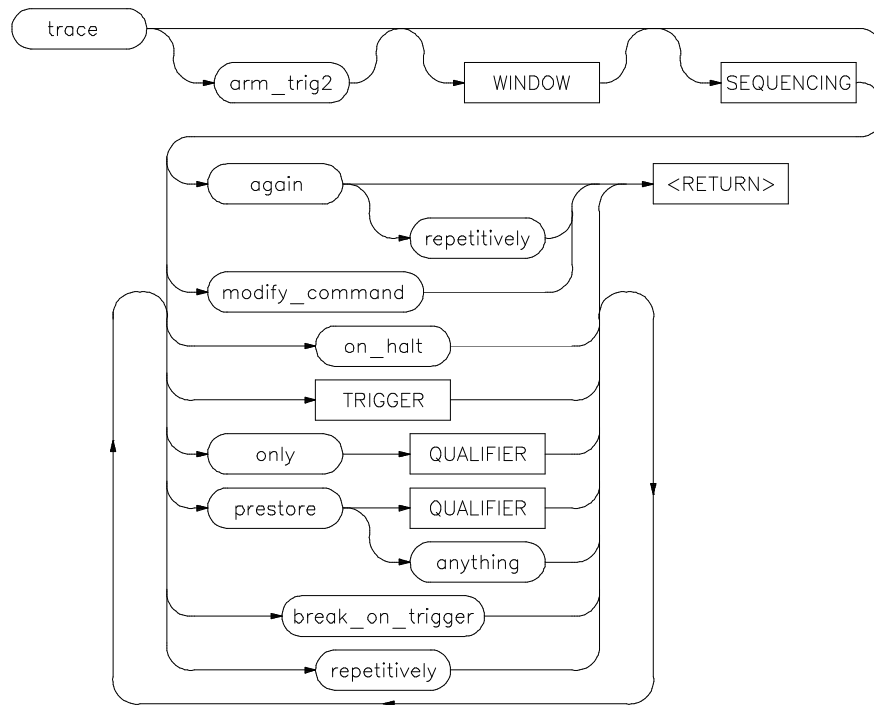 trace
arm_trig2
WINDOW
SEQUENCING
again
<RETURN>
repetitively
modify_command
on_halt
TRIGGER
only
QUALIFIER
prestore
QUALIFIER
anything
break_on_trigger
repetitively